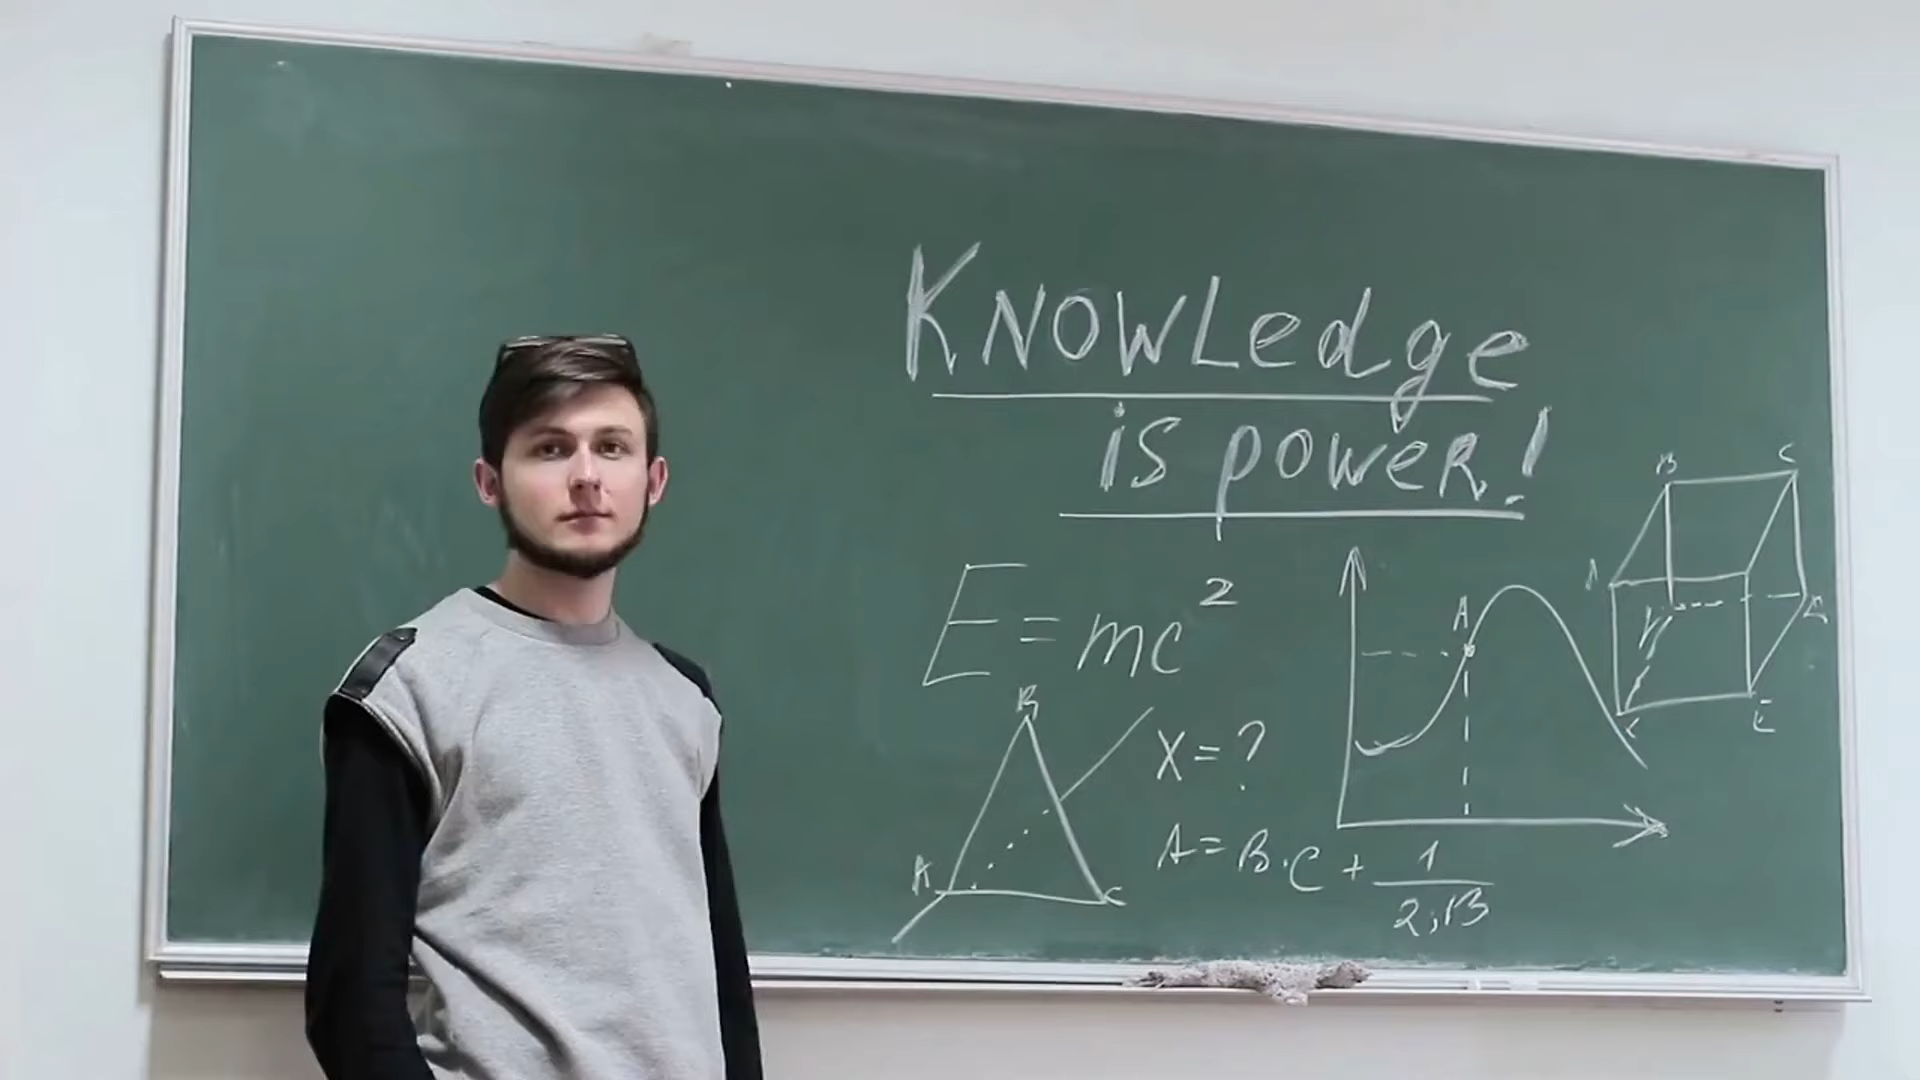 Knowledge
is power!
E=mc²
B
X=?
A
C
A=B·C+1/2,13
A
B
C
E